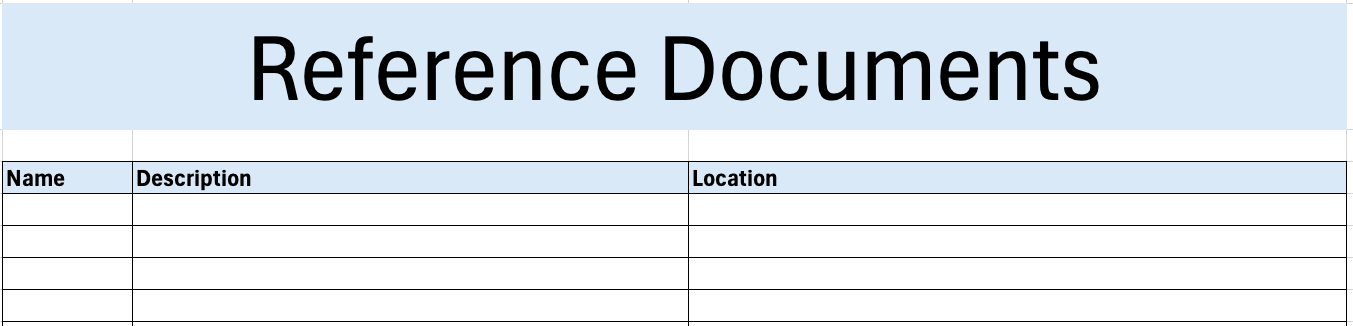 Reference Documents
Name Description Location